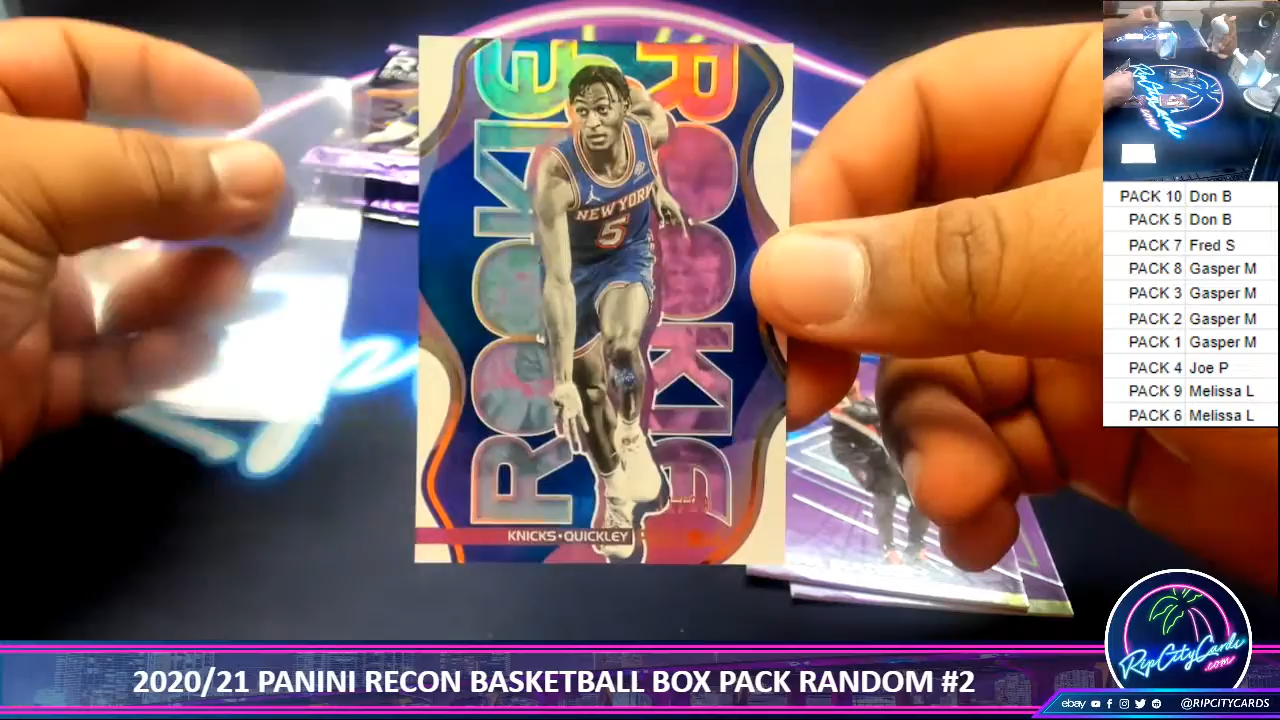 ROOKIE
ROOKIE
NEW YORK
5
KNICKS•QUICKLEY
PACK 10 Don B
PACK 5 Don B
PACK 7 Fred S
PACK 8 Gasper M
PACK 3 Gasper M
PACK 2 Gasper M
PACK 1 Gasper M
PACK 4 Joe P
PACK 9 Melissa L
PACK 6 Melissa L
RipCityCards
.com
2020/21 PANINI RECON BASKETBALL BOX PACK RANDOM #2
ebay @RIPCITYCARDS